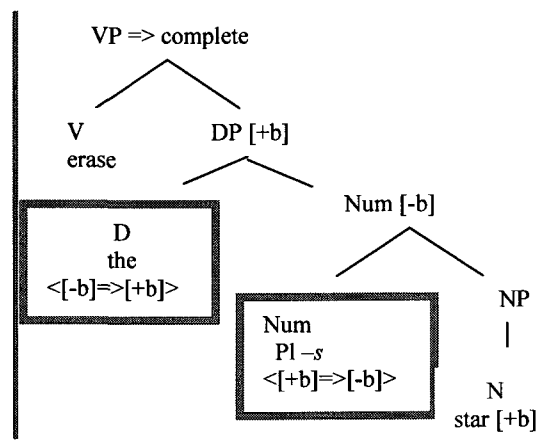 VP => complete
V
erase
DP [+b]
D
the
<[-b]=>[+b]>
Num [-b]
Num
Pl –s
<[+b]=>[-b]>
NP
N
star [+b]